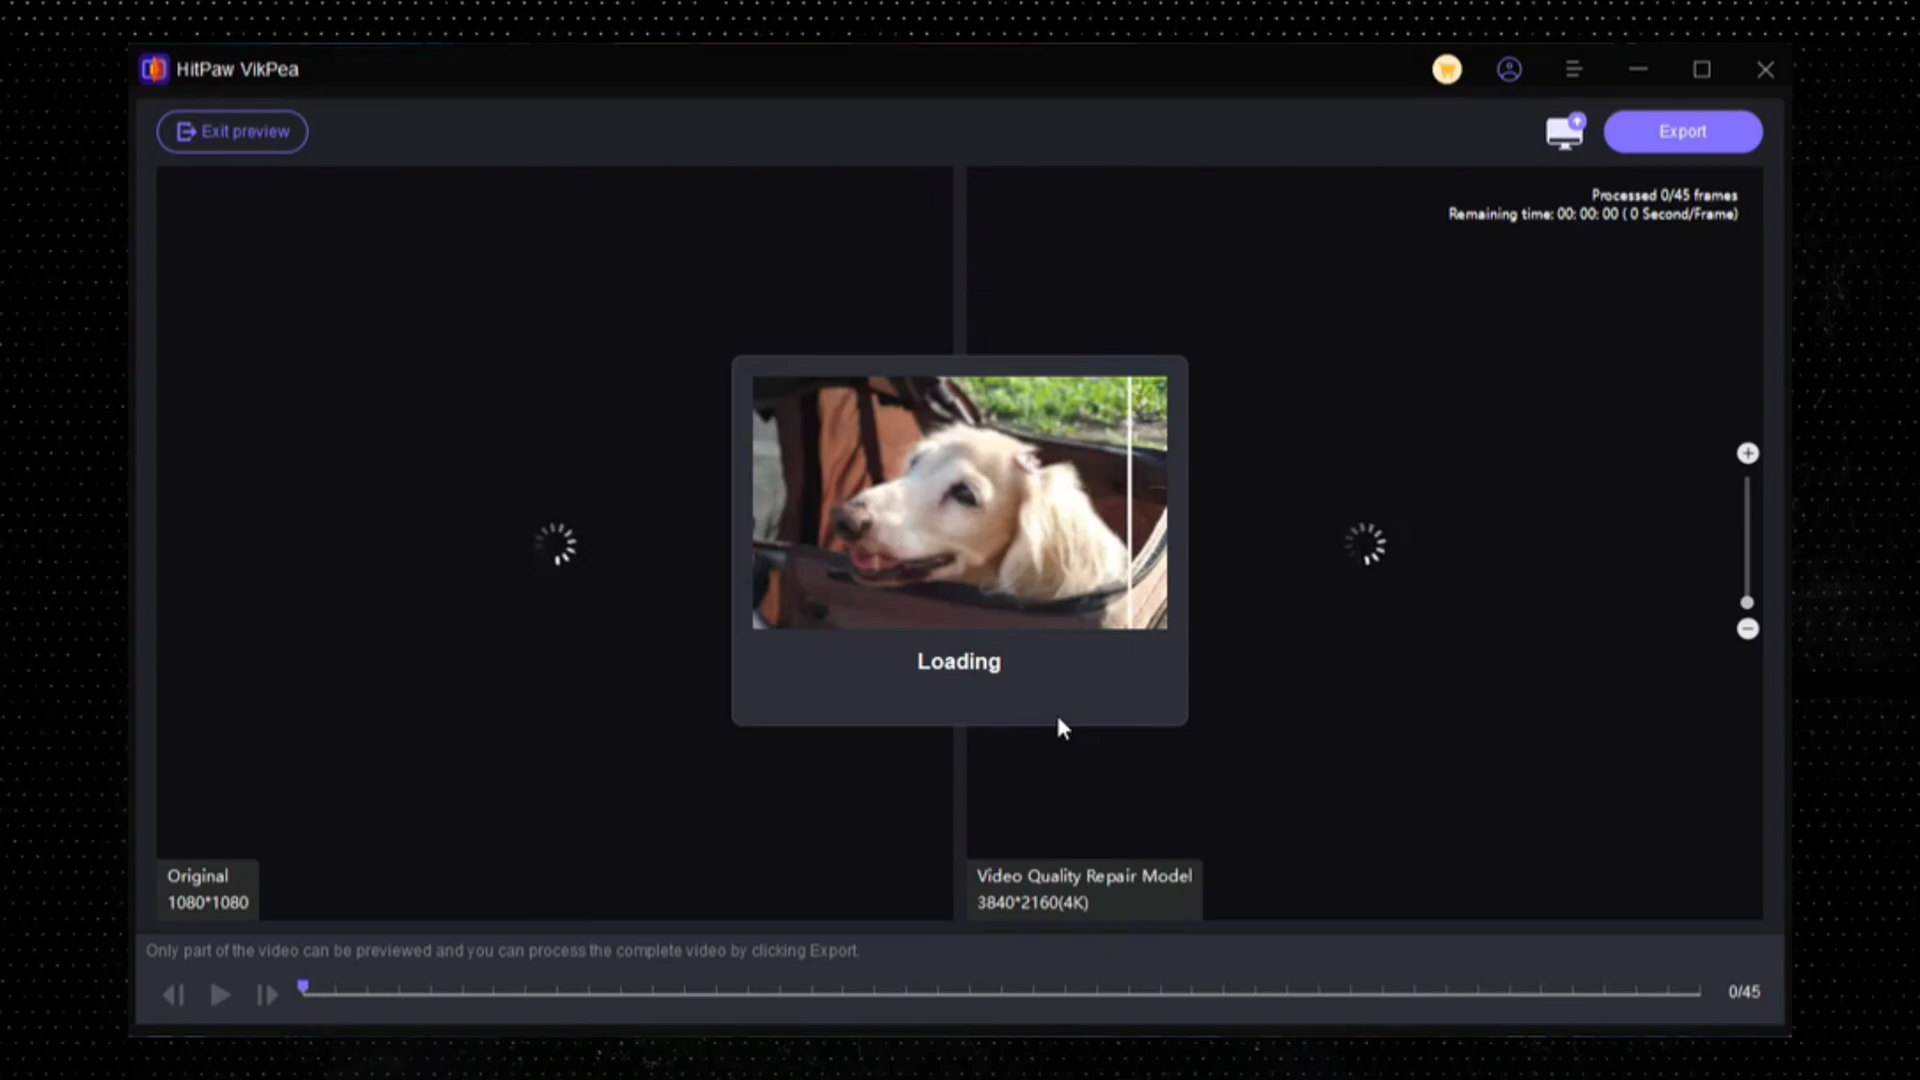 HitPaw VikPea
Exit preview
Export
Processed 0/45 frames
Remaining time: 00: 00: 00 ( 0 Second/Frame)
Loading
Original
1080*1080
Video Quality Repair Model
3840*2160(4K)
Only part of the video can be previewed and you can process the complete video by clicking Export.
0/45